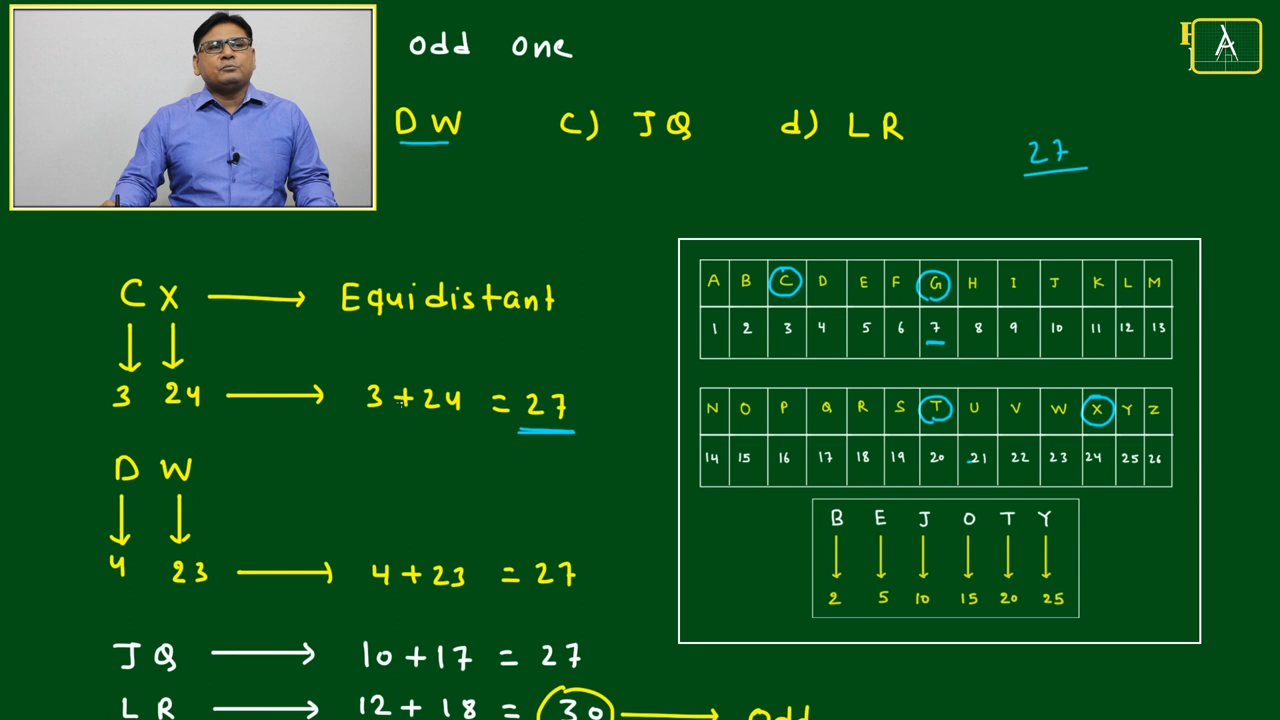 Odd One
DW c) JQ d) LR
27
CX → Equidistant
3 24 → 3+24 = 27
DW
4 23 → 4+23 = 27
JQ → 10+17 = 27
LR → 12+18 = 30 → Odd
A B C D E F G H I J K L M
1 2 3 4 5 6 7 8 9 10 11 12 13
N O P Q R S T U V W X Y Z
14 15 16 17 18 19 20 21 22 23 24 25 26
B E J O T Y
2 5 10 15 20 25